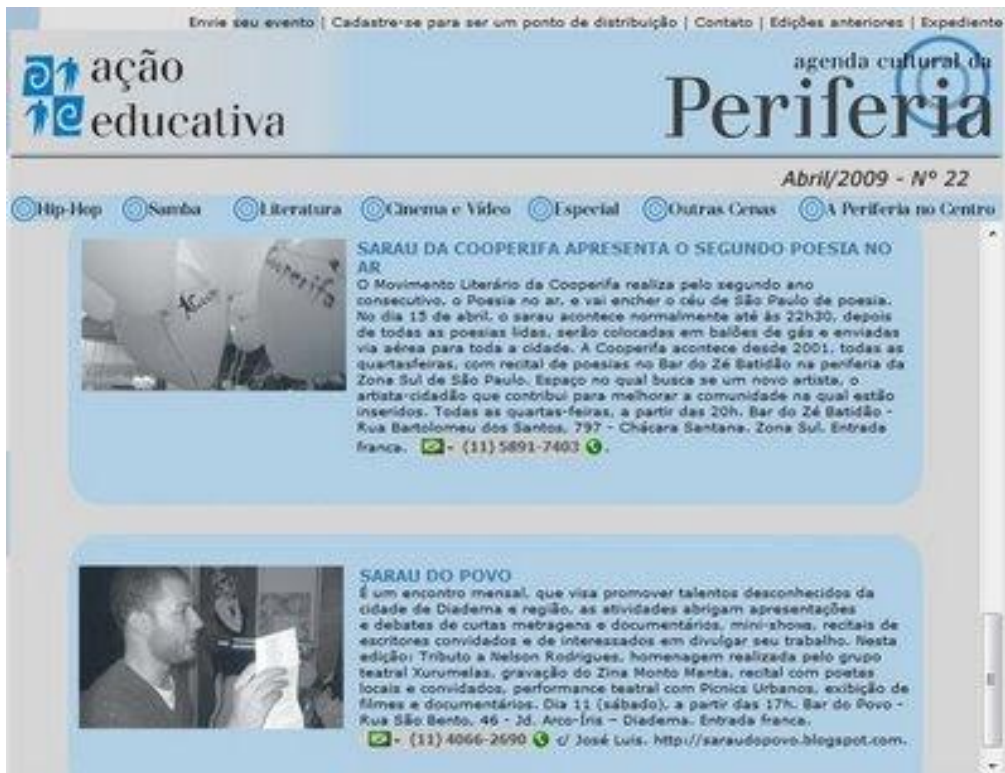 Envie seu evento | Cadastre-se para ser um ponto de distribuição | Contato | Edições anteriores | Expediente
ação
educativa
agenda cultural da
Periferia
Abril/2009 - Nº 22
Hip-Hop Samba Literatura Cinema e Vídeo Especial Outras Cenas A Periferia no Centro
SARAU DA COOPERIFA APRESENTA O SEGUNDO POESIA NO
AR
O Movimento Literário da Cooperifa realiza pelo segundo ano
consecutivo, o Poesia no ar, e vai encher o céu de São Paulo de poesia.
No dia 15 de abril, o sarau acontece normalmente até às 22h30, depois
de todas as poesias lidas, serão colocadas em balões de gás e enviadas
via aérea para toda a cidade. A Cooperifa acontece desde 2001, todas as
quartasfeiras, com recital de poesias no Bar do Zé Batidão na periferia da
Zona Sul de São Paulo. Espaço no qual busca se um novo artista, o
artista-cidadão que contribui para melhorar a comunidade na qual estão
inseridos. Todas as quartas-feiras, a partir das 20h. Bar do Zé Batidão -
Rua Bartolomeu dos Santos, 797 - Chácara Santana. Zona Sul. Entrada
franca. - (11) 5891-7403 .
Cooperifa
SARAU DO POVO
É um encontro mensal, que visa promover talentos desconhecidos da
cidade de Diadema e região, as atividades abrigam apresentações
e debates de curtas metragens e documentários, mini-shows, recitais de
escritores convidados e de interessados em divulgar seu trabalho. Nesta
edição: Tributo a Nelson Rodrigues, homenagem realizada pelo grupo
teatral Xurumelas, gravação do Zina Monto Manta, recital com poetas
locais e convidados, performance teatral com Picnics Urbanos, exibição de
filmes e documentários. Dia 11 (sábado), a partir das 17h. Bar do Povo -
Rua São Bento, 46 - Jd. Arco-Íris - Diadema. Entrada franca.
- (11) 4066-2690 c/ José Luis. http://saraudopovo.blogspot.com.